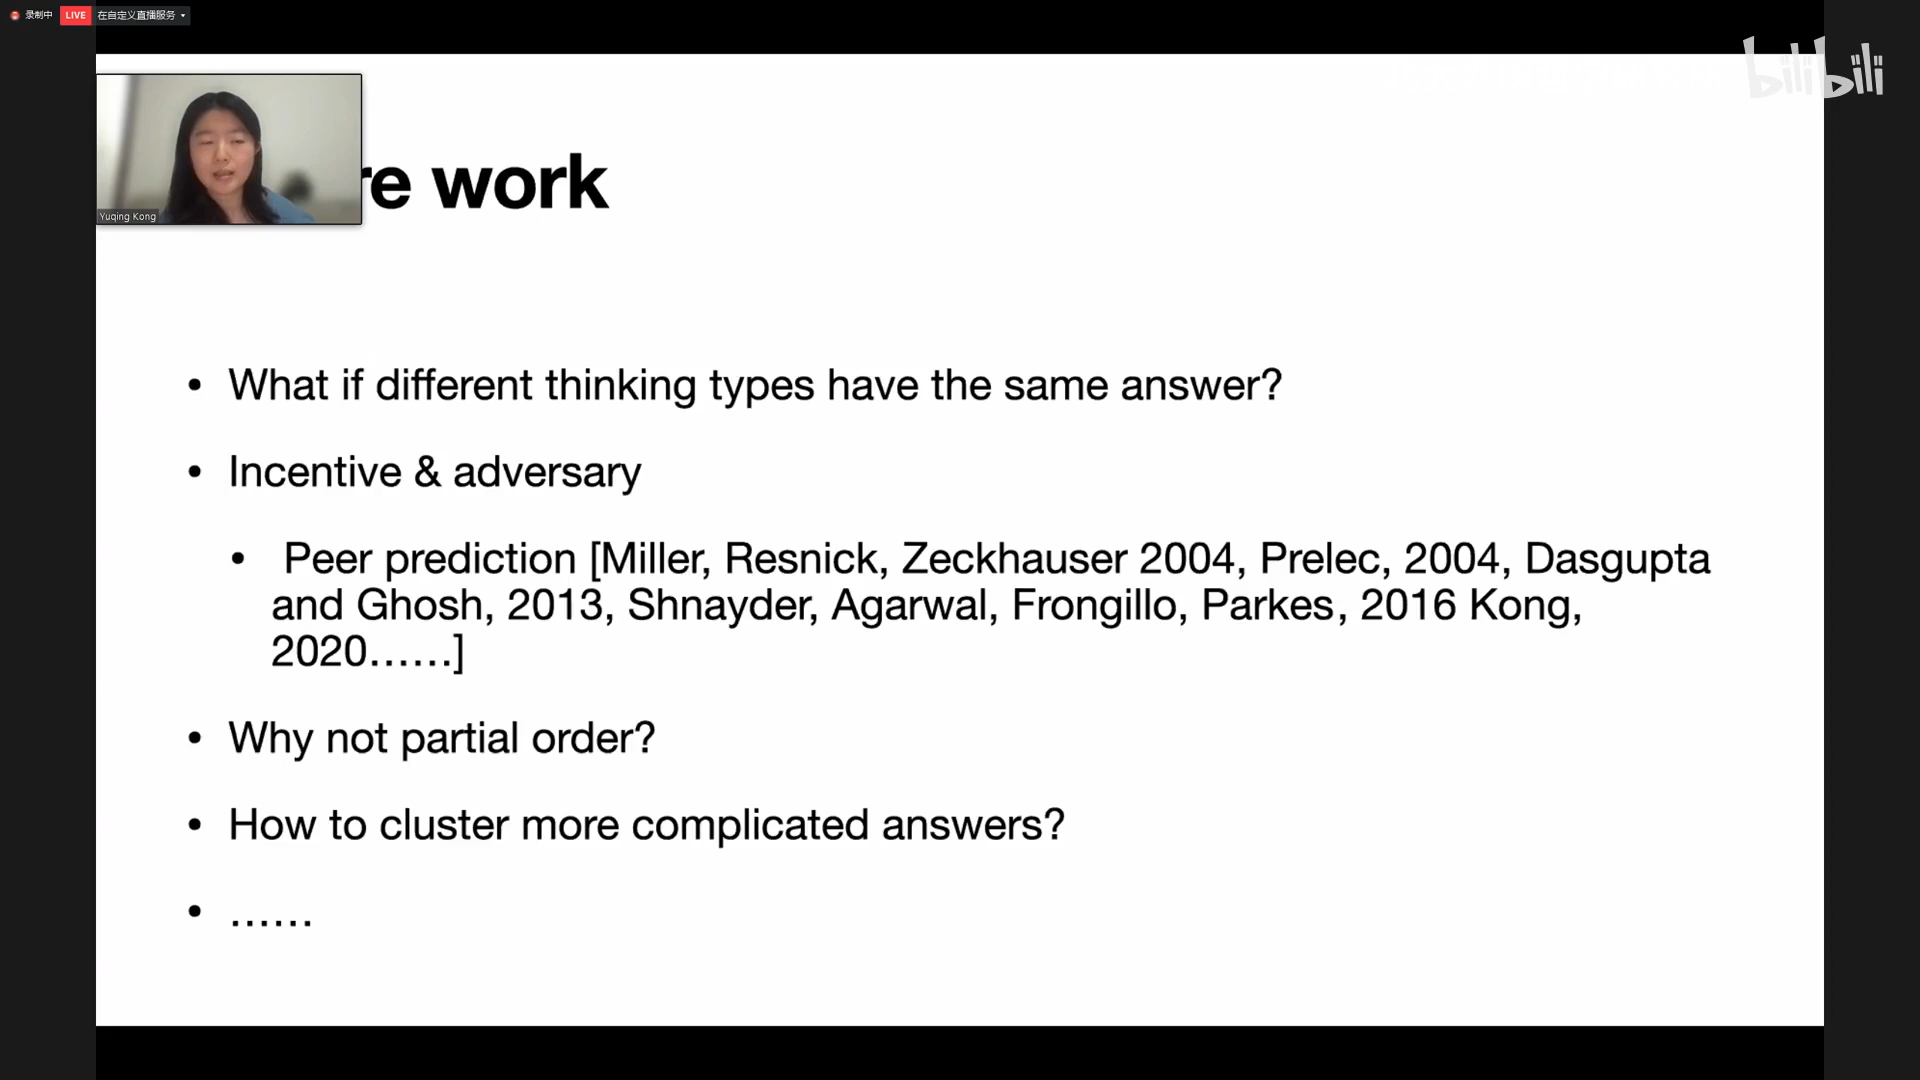 录制中 LIVE 在自定义直播服务
bilibili
Yuqing Kong
re work
• What if different thinking types have the same answer?
• Incentive & adversary
• Peer prediction [Miller, Resnick, Zeckhauser 2004, Prelec, 2004, Dasgupta
and Ghosh, 2013, Shnayder, Agarwal, Frongillo, Parkes, 2016 Kong,
2020......]
• Why not partial order?
• How to cluster more complicated answers?
• ......